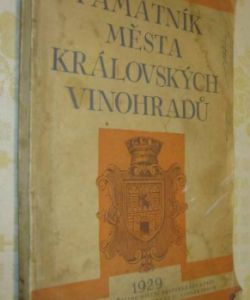 PAMÁTNÍK
MĚSTA
KRÁLOVSKÝCH
VINOHRADŮ
1929